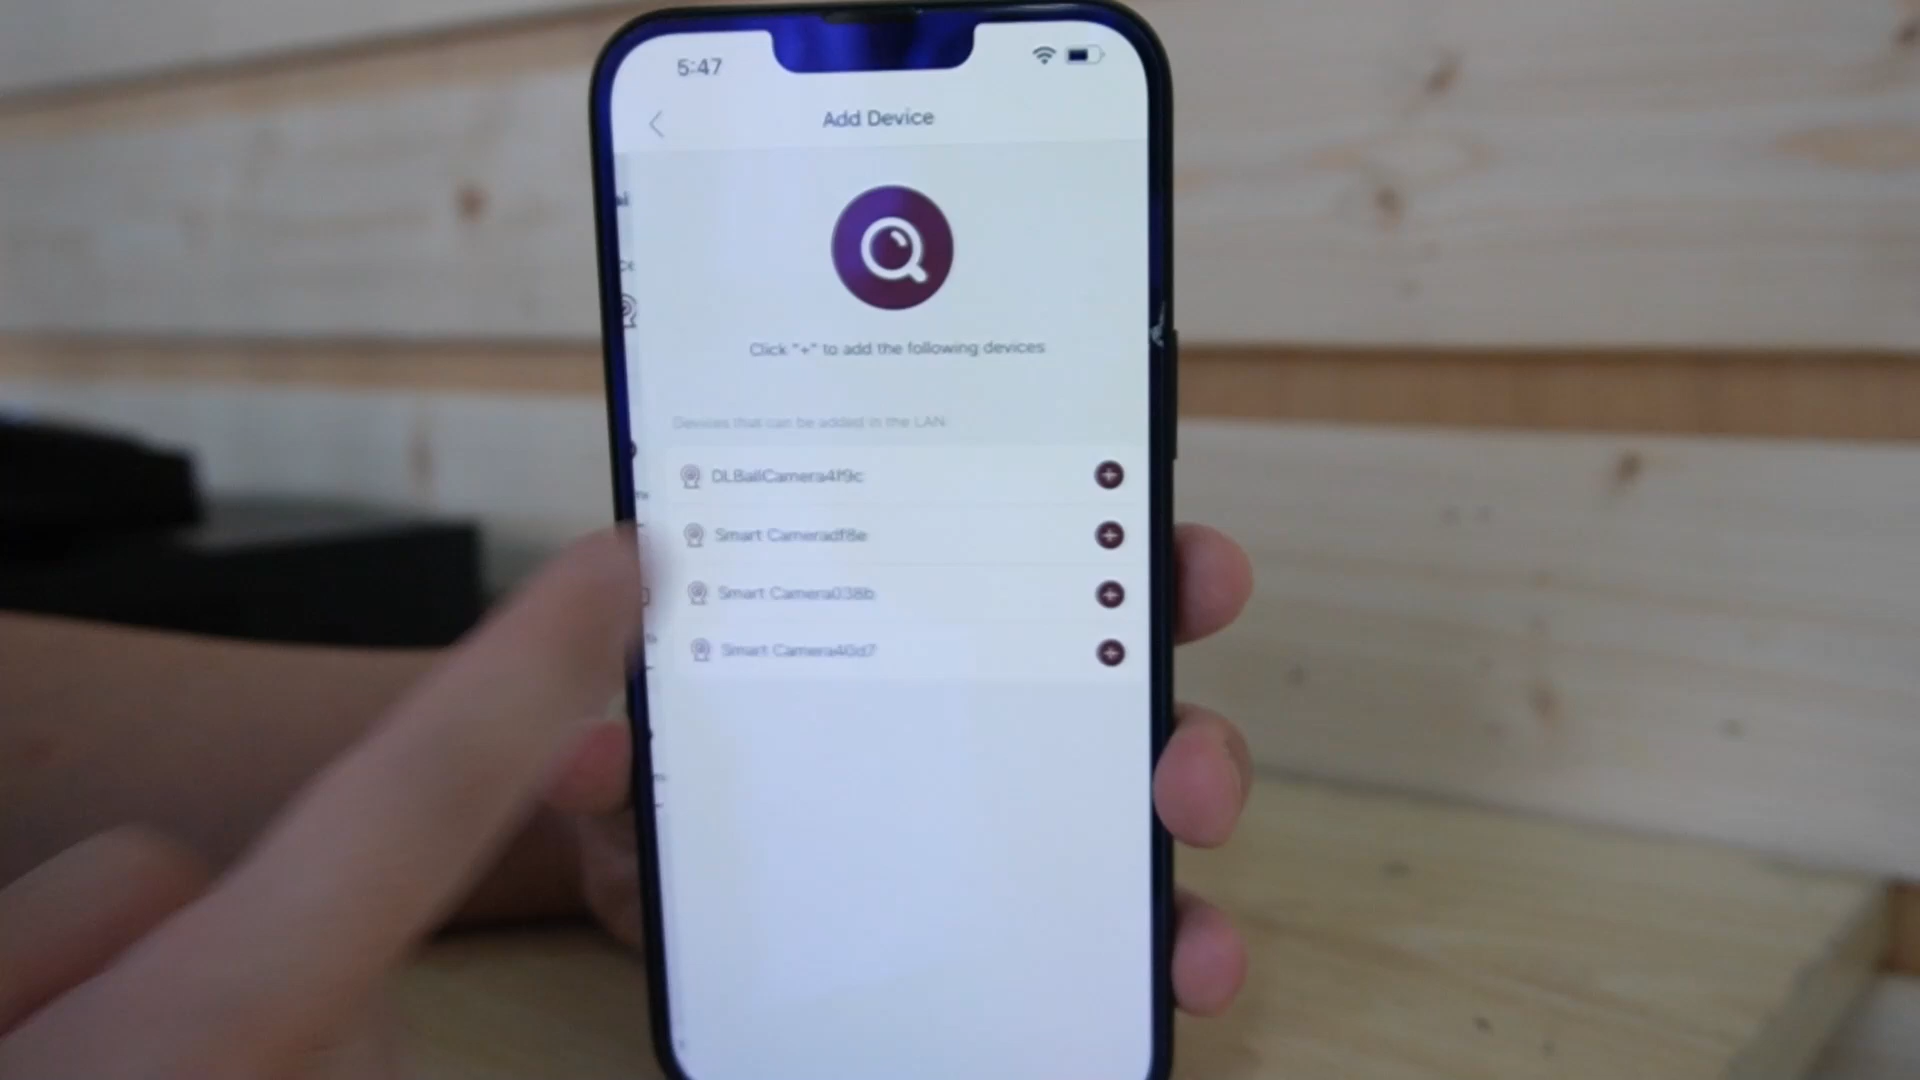 5:47
Add Device
Click "+" to add the following devices
Devices that can be added in the LAN
DLBallCamera4f9c
Smart Cameradf8e
Smart Camera038b
Smart Camera40d7